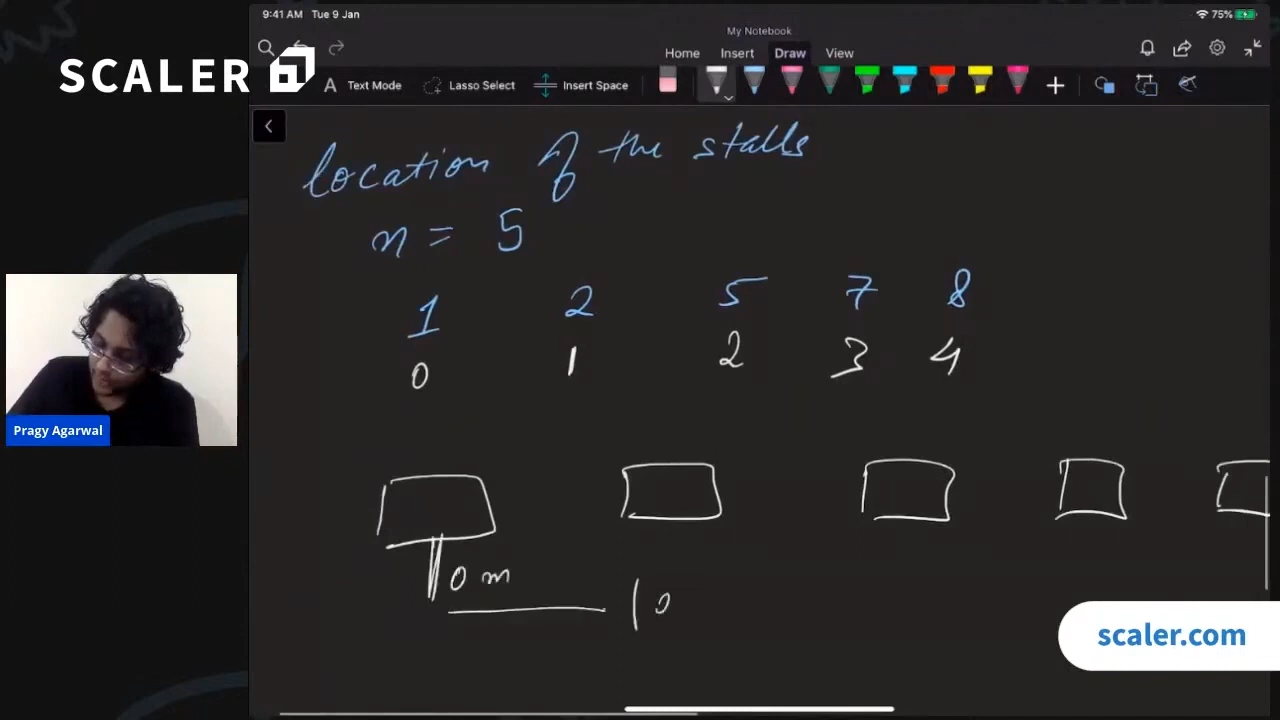 9:41 AM Tue 9 Jan
75%
My Notebook
SCALER
Home Insert Draw View
Text Mode Lasso Select Insert Space
location of the stalls
n = 5
1 2 5 7 8
0 1 2 3 4
Pragy Agarwal
0 m
10
scaler.com